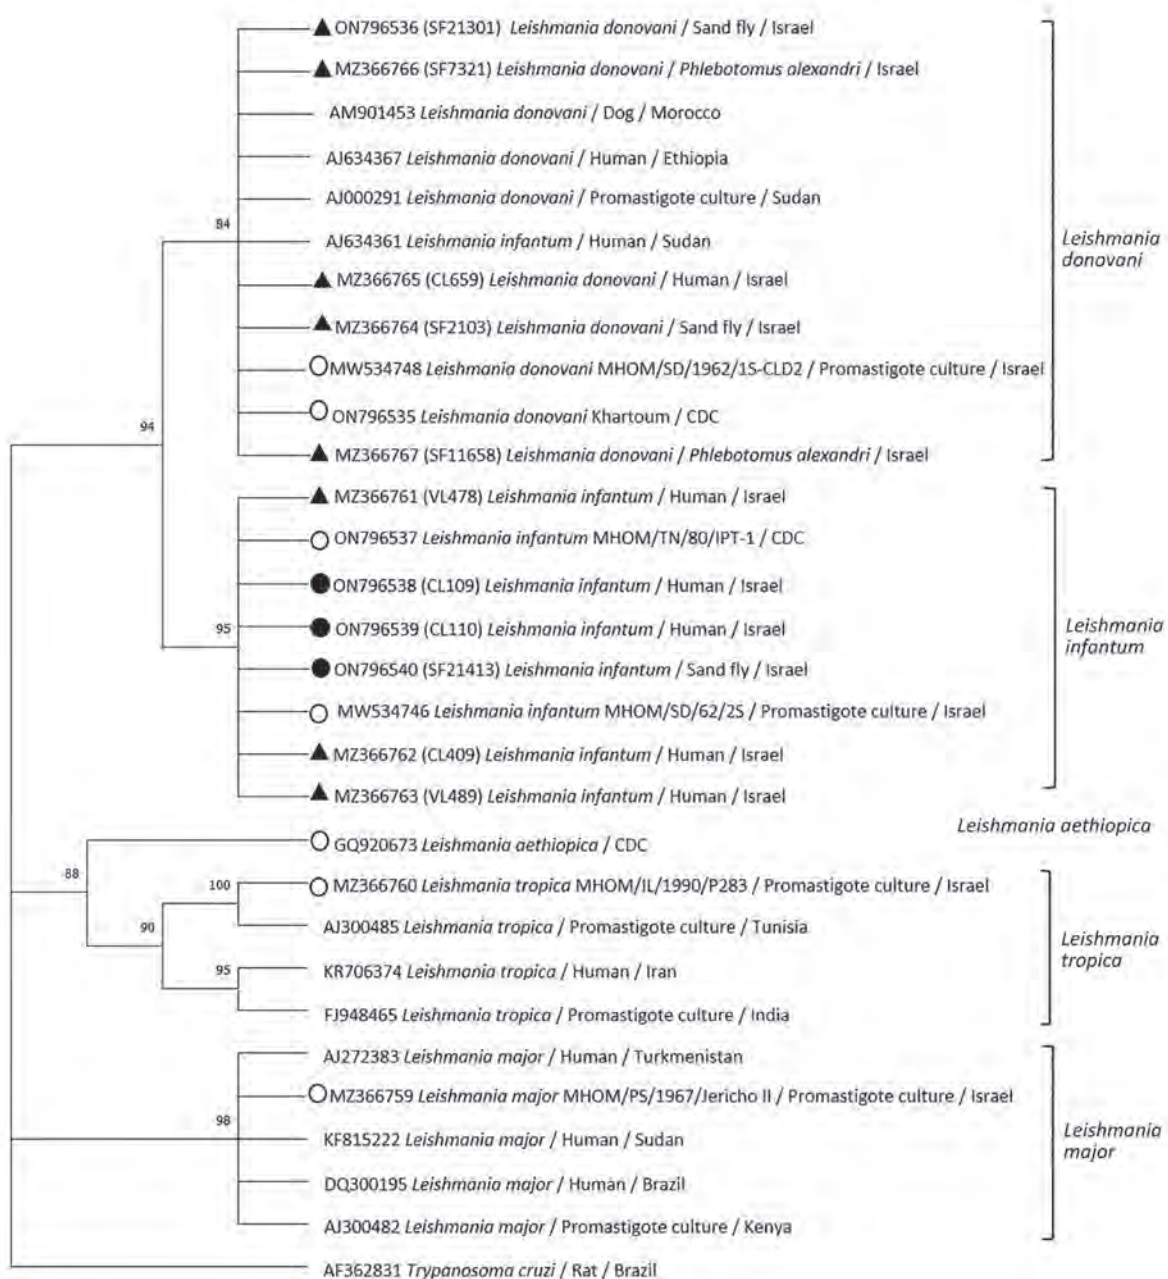 ON796536 (SF21301) Leishmania donovani / Sand fly / Israel
MZ366766 (SF7321) Leishmania donovani / Phlebotomus alexandri / Israel
AM901453 Leishmania donovani / Dog / Morocco
AJ634367 Leishmania donovani / Human / Ethiopia
AJ000291 Leishmania donovani / Promastigote culture / Sudan
84
AJ634361 Leishmania infantum / Human / Sudan
Leishmania
donovani
MZ366765 (CL659) Leishmania donovani / Human / Israel
MZ366764 (SF2103) Leishmania donovani / Sand fly / Israel
MW534748 Leishmania donovani MHOM/SD/1962/1S-CLD2 / Promastigote culture / Israel
ON796535 Leishmania donovani Khartoum / CDC
94
MZ366767 (SF11658) Leishmania donovani / Phlebotomus alexandri / Israel
MZ366761 (VL478) Leishmania infantum / Human / Israel
ON796537 Leishmania infantum MHOM/TN/80/IPT-1 / CDC
ON796538 (CL109) Leishmania infantum / Human / Israel
95
ON796539 (CL110) Leishmania infantum / Human / Israel
Leishmania
infantum
ON796540 (SF21413) Leishmania infantum / Sand fly / Israel
MW534746 Leishmania infantum MHOM/SD/62/2S / Promastigote culture / Israel
MZ366762 (CL409) Leishmania infantum / Human / Israel
MZ366763 (VL489) Leishmania infantum / Human / Israel
Leishmania aethiopica
GQ920673 Leishmania aethiopica / CDC
88
100
MZ366760 Leishmania tropica MHOM/IL/1990/P283 / Promastigote culture / Israel
90
AJ300485 Leishmania tropica / Promastigote culture / Tunisia
Leishmania
tropica
95
KR706374 Leishmania tropica / Human / Iran
FJ948465 Leishmania tropica / Promastigote culture / India
AJ272383 Leishmania major / Human / Turkmenistan
MZ366759 Leishmania major MHOM/PS/1967/Jericho II / Promastigote culture / Israel
98
KF815222 Leishmania major / Human / Sudan
Leishmania
major
DQ300195 Leishmania major / Human / Brazil
AJ300482 Leishmania major / Promastigote culture / Kenya
AF362831 Trypanosoma cruzi / Rat / Brazil